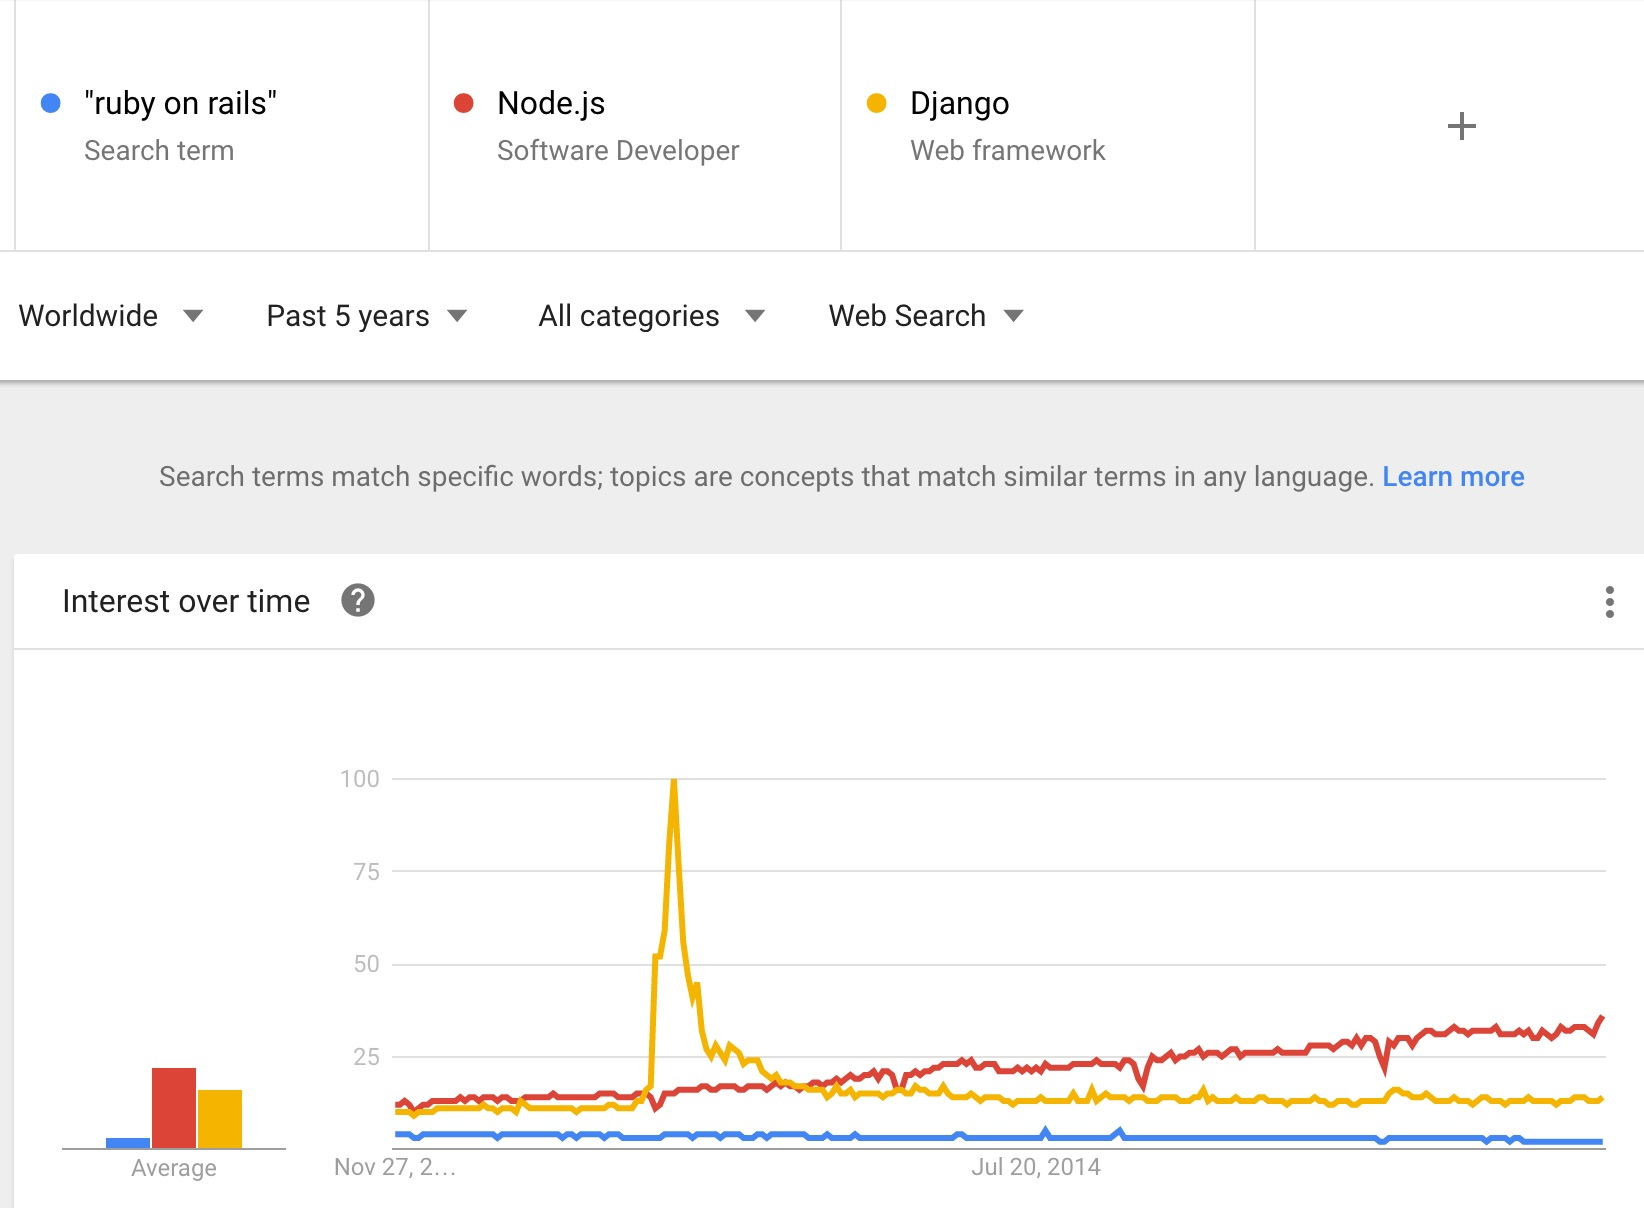 "ruby on rails"
Search term
Node.js
Software Developer
Django
Web framework
Worldwide
Past 5 years
All categories
Web Search
Search terms match specific words; topics are concepts that match similar terms in any language. Learn more
Interest over time
100
75
50
25
Average
Nov 27, 2...
Jul 20, 2014